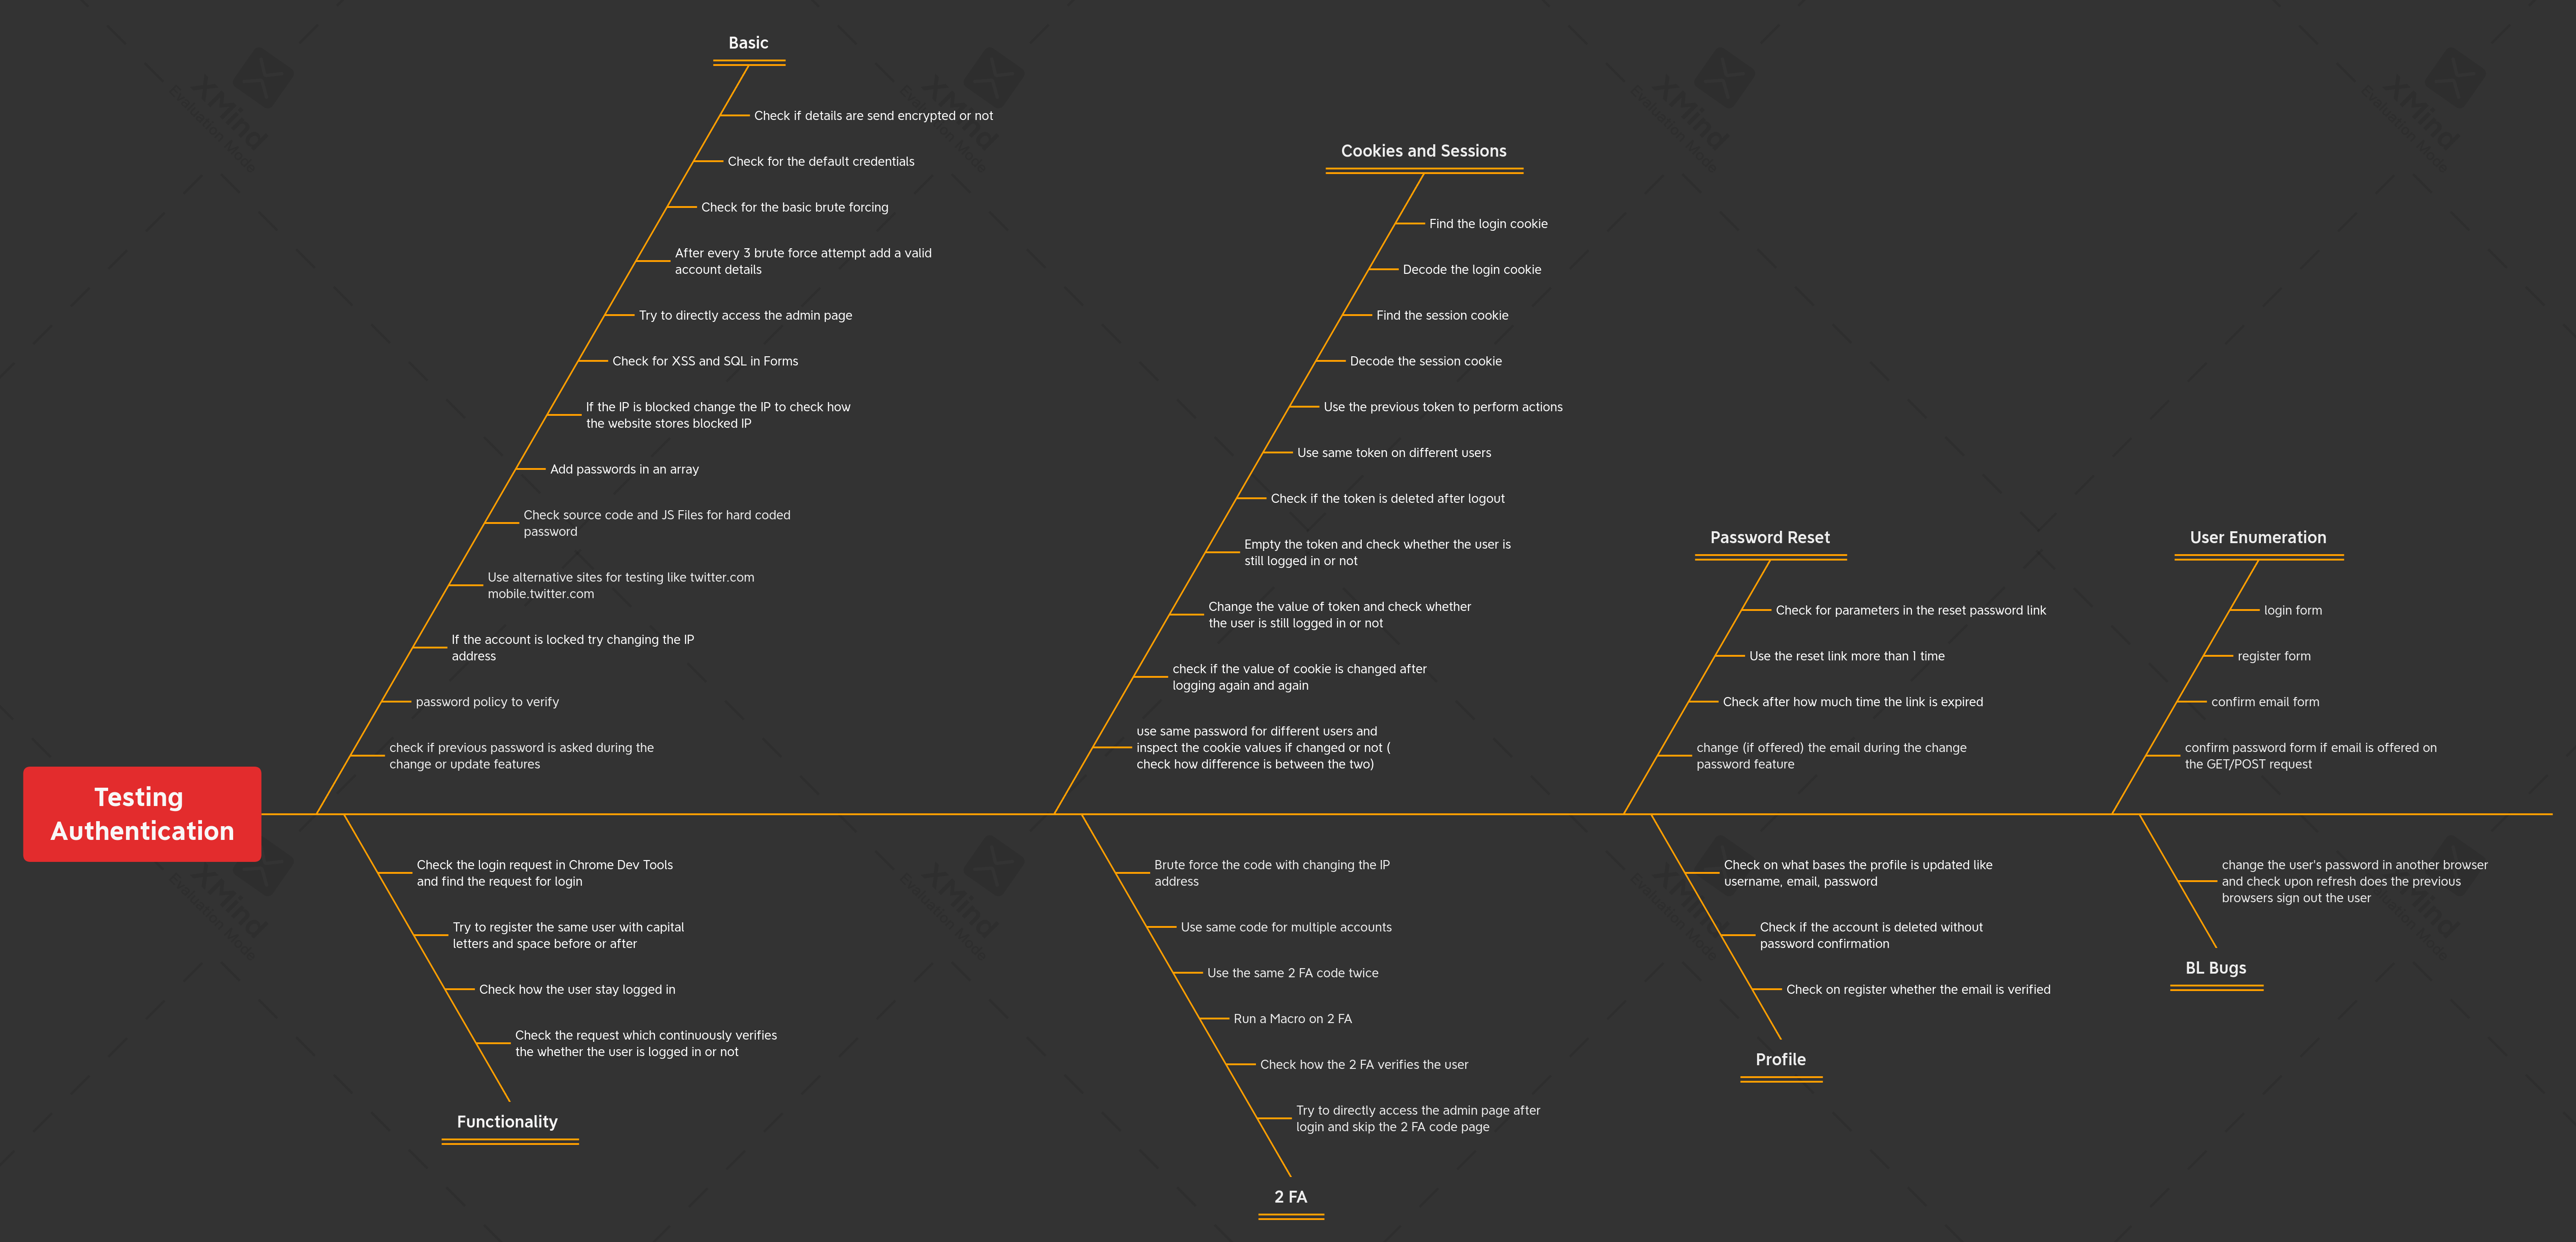 Testing
Authentication
Basic
Check if details are send encrypted or not
Check for the default credentials
Check for the basic brute forcing
After every 3 brute force attempt add a valid
account details
Try to directly access the admin page
Check for XSS and SQL in Forms
If the IP is blocked change the IP to check how
the website stores blocked IP
Add passwords in an array
Check source code and JS Files for hard coded
password
Use alternative sites for testing like twitter.com
mobile.twitter.com
If the account is locked try changing the IP
address
password policy to verify
check if previous password is asked during the
change or update features
Functionality
Check the login request in Chrome Dev Tools
and find the request for login
Try to register the same user with capital
letters and space before or after
Check how the user stay logged in
Check the request which continuously verifies
the whether the user is logged in or not
Cookies and Sessions
Find the login cookie
Decode the login cookie
Find the session cookie
Decode the session cookie
Use the previous token to perform actions
Use same token on different users
Check if the token is deleted after logout
Empty the token and check whether the user is
still logged in or not
Change the value of token and check whether
the user is still logged in or not
check if the value of cookie is changed after
logging again and again
use same password for different users and
inspect the cookie values if changed or not (
check how difference is between the two)
2 FA
Brute force the code with changing the IP
address
Use same code for multiple accounts
Use the same 2 FA code twice
Run a Macro on 2 FA
Check how the 2 FA verifies the user
Try to directly access the admin page after
login and skip the 2 FA code page
Password Reset
Check for parameters in the reset password link
Use the reset link more than 1 time
Check after how much time the link is expired
change (if offered) the email during the change
password feature
Profile
Check on what bases the profile is updated like
username, email, password
Check if the account is deleted without
password confirmation
Check on register whether the email is verified
User Enumeration
login form
register form
confirm email form
confirm password form if email is offered on
the GET/POST request
BL Bugs
change the user's password in another browser
and check upon refresh does the previous
browsers sign out the user
XMind
Evaluation Mode
XMind
Evaluation Mode
XMind
Evaluation Mode
XMind
Evaluation Mode
XMind
Evaluation Mode
XMind
Evaluation Mode